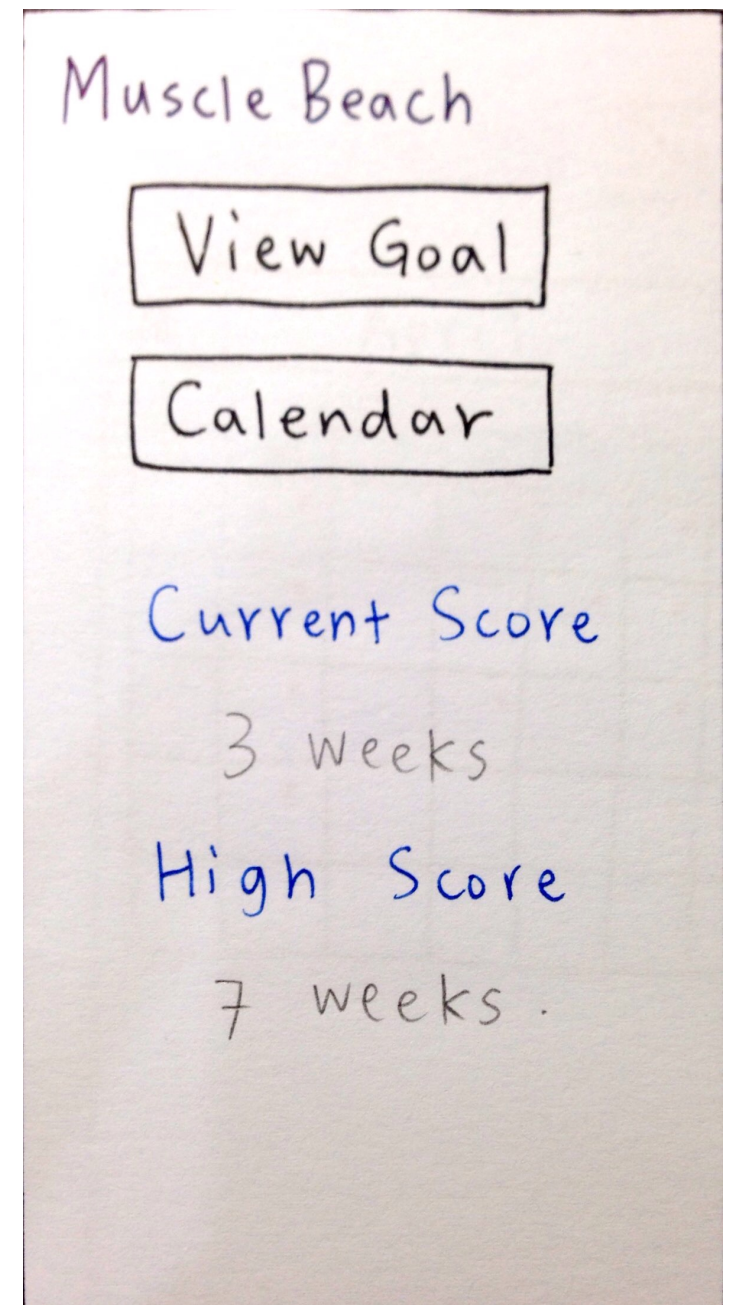 Muscle Beach
View Goal
Calendar
Current Score
3 weeks
High Score
7 weeks.